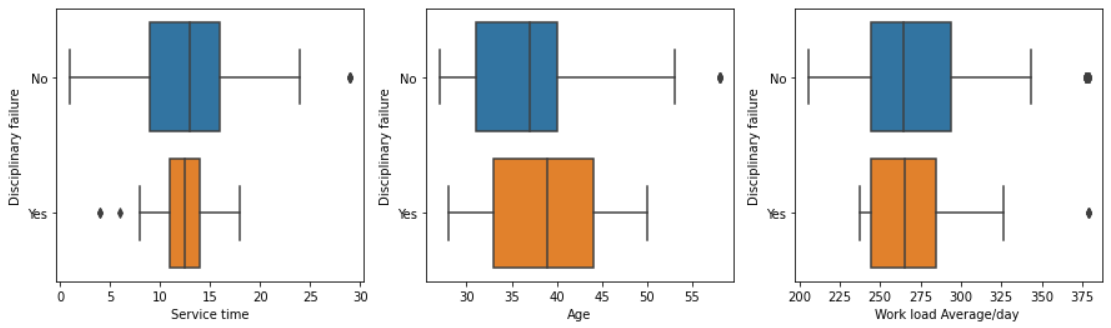 Disciplinary failure
No
Yes
0 5 10 15 20 25 30
Service time
Disciplinary failure
No
Yes
30 35 40 45 50 55
Age
Disciplinary failure
No
Yes
200 225 250 275 300 325 350 375
Work load Average/day